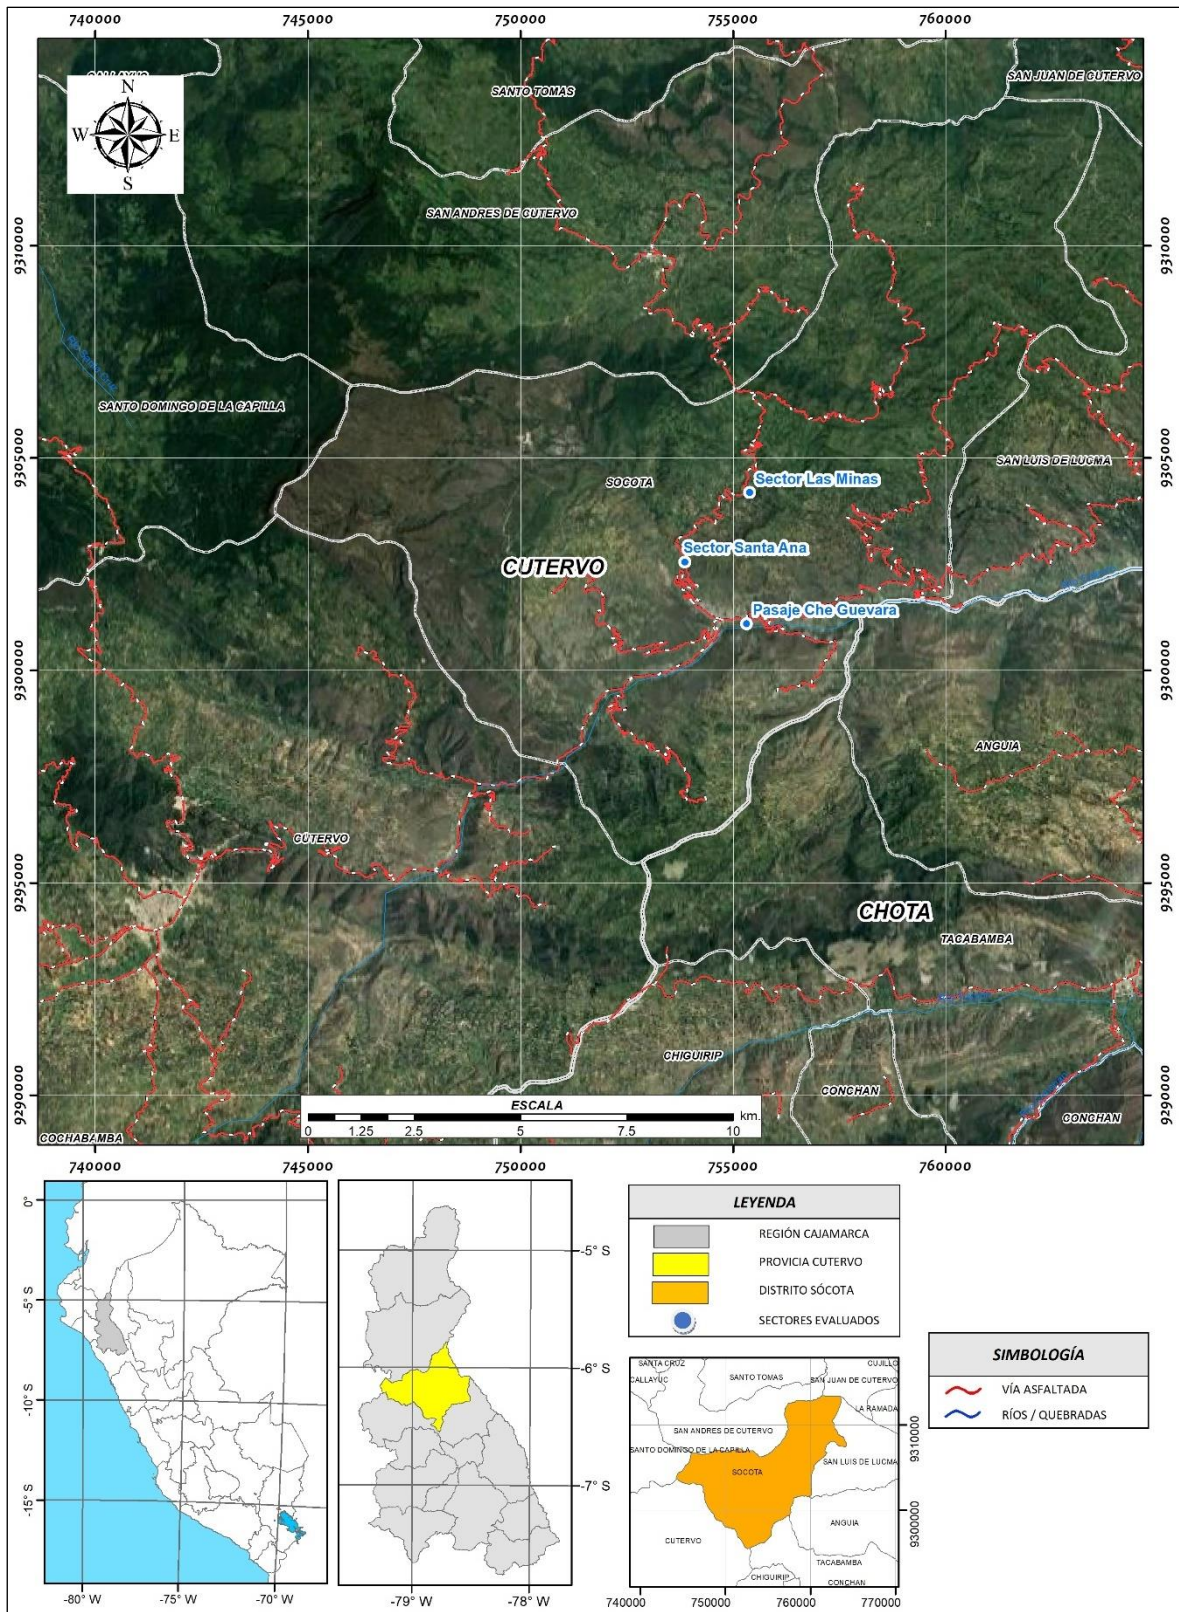 740000 745000 750000 755000 760000
N
W E
S
SANTO TOMAS
SAN JUAN DE CUTERVO
SAN ANDRES DE CUTERVO
9310000 9310000
SANTO DOMINGO DE LA CAPILLA
9305000 9305000
SOCOTA
SAN LUIS DE LUCMA
Sector Las Minas
Sector Santa Ana
CUTERVO
Pasaje Che Guevara
9300000 9300000
ANGUIA
CUTERVO
9295000 9295000
CHOTA
TACABAMBA
CHIGUIRIP
CONCHAN
9290000 9290000
CONCHAN
COCHABAMBA
ESCALA
0 1.25 2.5 5 7.5 10 km.
740000 745000 750000 755000 760000
0°
-5° S
-10°S
-15°S
-80° W -75° W -70° W
-5° S
-6° S
-7° S
-79° W -78° W
LEYENDA
REGIÓN CAJAMARCA
PROVICIA CUTERVO
DISTRITO SÓCOTA
SECTORES EVALUADOS
SIMBOLOGÍA
VÍA ASFALTADA
RÍOS / QUEBRADAS
SANTA CRUZ
CUJILLO
CALLAYUC
SANTO TOMAS
SAN JUAN DE CUTERVO
LA RAMADA
SAN ANDRES DE CUTERVO
9310000
SANTO DOMINGO DE LA CAPILLA
SAN LUIS DE LUCMA
SOCOTA
9300000
ANGUIA
CUTERVO
TACABAMBA
CHIGUIRIP
CONCHAN
740000 750000 760000 770000